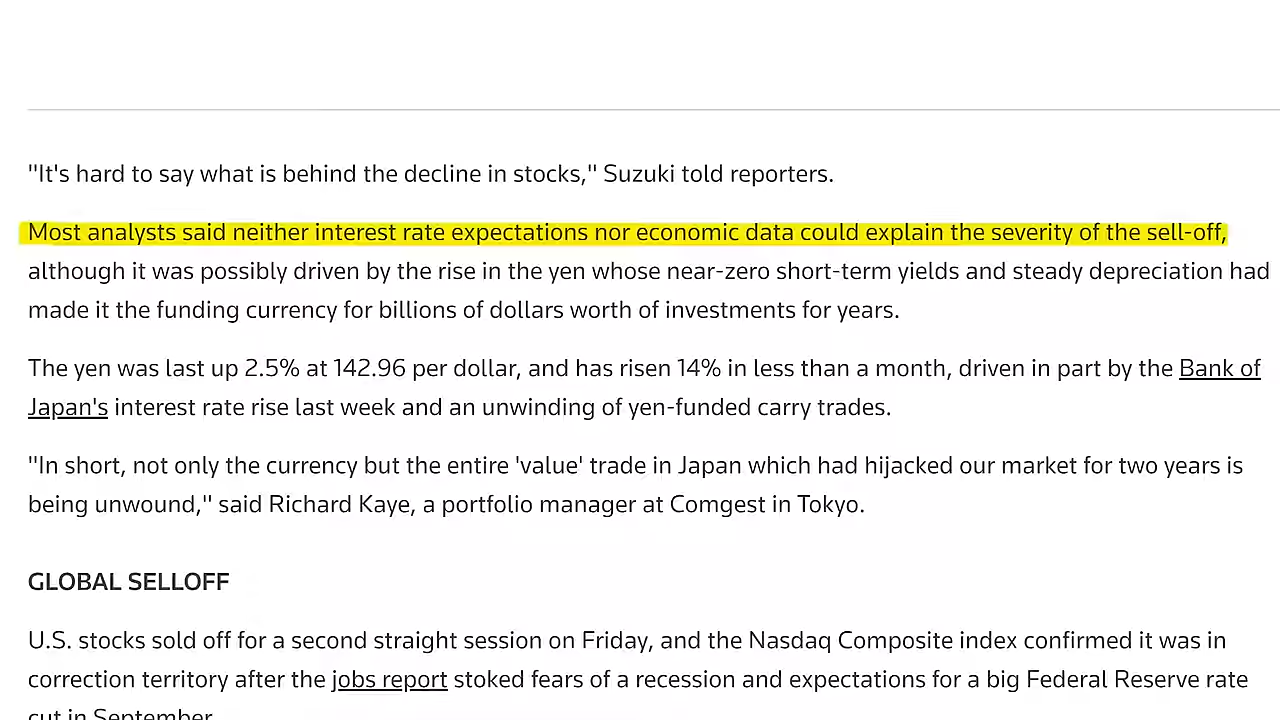 "It's hard to say what is behind the decline in stocks," Suzuki told reporters.
Most analysts said neither interest rate expectations nor economic data could explain the severity of the sell-off,
although it was possibly driven by the rise in the yen whose near-zero short-term yields and steady depreciation had
made it the funding currency for billions of dollars worth of investments for years.
The yen was last up 2.5% at 142.96 per dollar, and has risen 14% in less than a month, driven in part by the Bank of
Japan's interest rate rise last week and an unwinding of yen-funded carry trades.
"In short, not only the currency but the entire 'value' trade in Japan which had hijacked our market for two years is
being unwound," said Richard Kaye, a portfolio manager at Comgest in Tokyo.
GLOBAL SELLOFF
U.S. stocks sold off for a second straight session on Friday, and the Nasdaq Composite index confirmed it was in
correction territory after the jobs report stoked fears of a recession and expectations for a big Federal Reserve rate
cut in September.